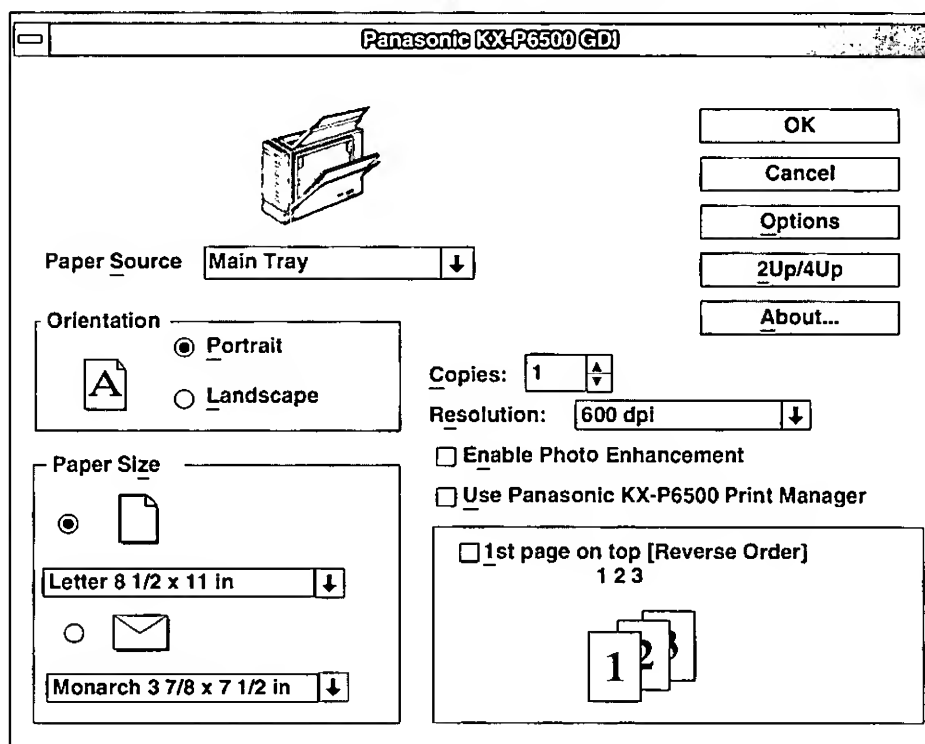 Panasonic KX-P6500 GDI
OK
Cancel
Options
2Up/4Up
About...
Paper Source Main Tray
Orientation
Portrait
Landscape
A
Copies: 1
Resolution: 600 dpi
Enable Photo Enhancement
Use Panasonic KX-P6500 Print Manager
Paper Size
Letter 8 1/2 x 11 in
Monarch 3 7/8 x 7 1/2 in
1st page on top [Reverse Order]
1 2 3
1 2 3